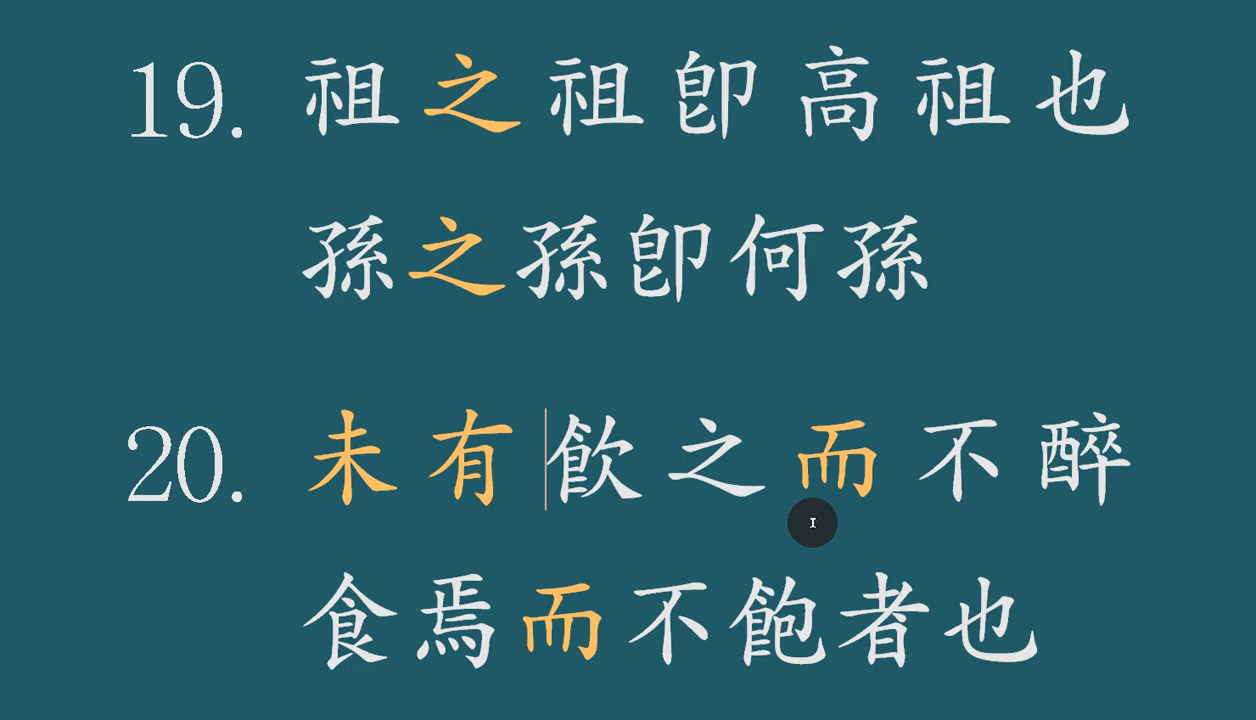 19. 祖之祖卽高祖也
孫之孫卽何孫
20. 未有飮之而不醉
食焉而不飽者也